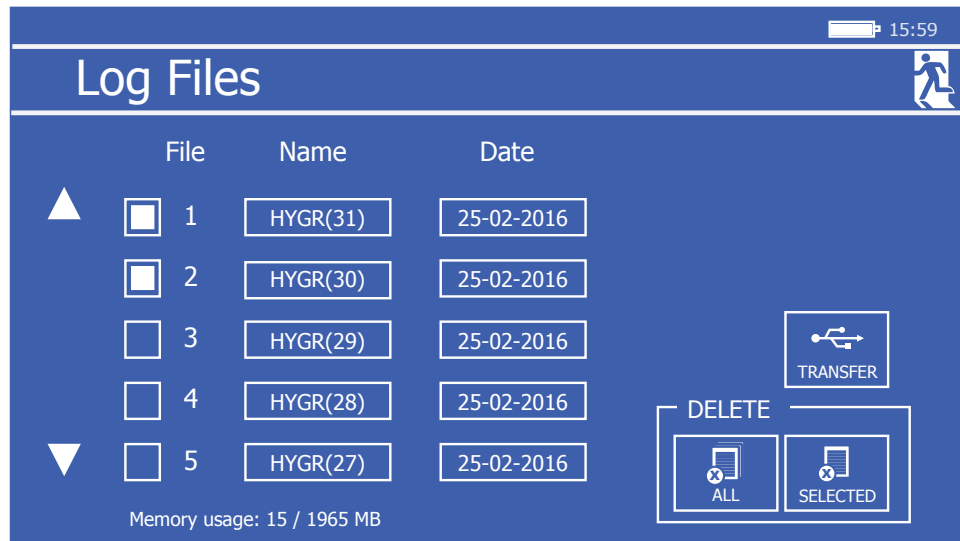 15:59
Log Files
File Name Date
1 HYGR(31) 25-02-2016
2 HYGR(30) 25-02-2016
3 HYGR(29) 25-02-2016
TRANSFER
4 HYGR(28) 25-02-2016
DELETE
5 HYGR(27) 25-02-2016
ALL SELECTED
Memory usage: 15 / 1965 MB